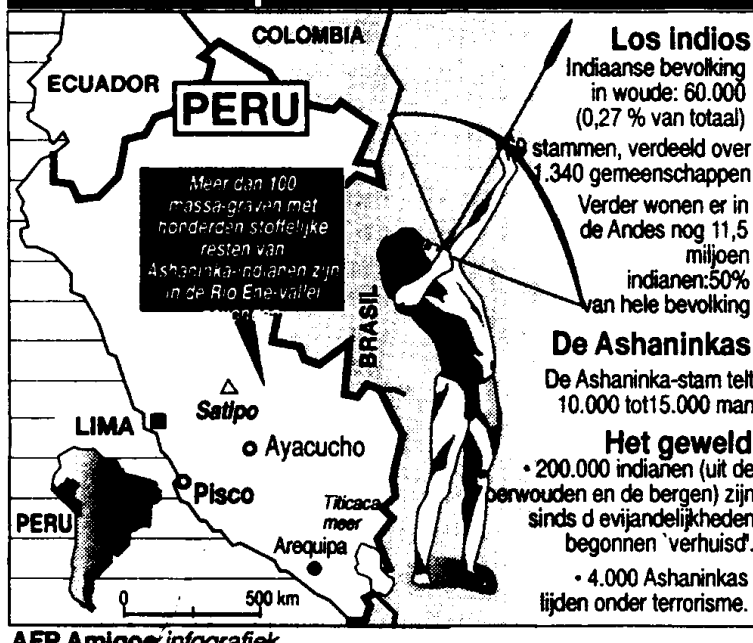 COLOMBIA
ECUADOR
PERU
Meer dan 100
massa-graven met
honderden stoffelijke
resten van
Ashaninka-indianen zijn
in de Rio Ene-vallei
BRASIL
Satipo
LIMA
Ayacucho
Pisco
PERU
Titicaca
meer
Arequipa
0 500 km
Los indios
Indiaanse bevolking
in woude: 60.000
(0,27 % van totaal)
stammen, verdeeld over
1.340 gemeenschappen
Verder wonen er in
de Andes nog 11,5
miljoen
indianen:50%
van hele bevolking
De Ashaninkas
De Ashaninka-stam telt
10.000 tot15.000 man
Het geweld
• 200.000 indianen (uit de
oerwouden en de bergen) zijn
sinds d evijandelijkheden
begonnen `verhuisd'.
• 4.000 Ashaninkas
lijden onder terrorisme.
AFP Amigos infografiek